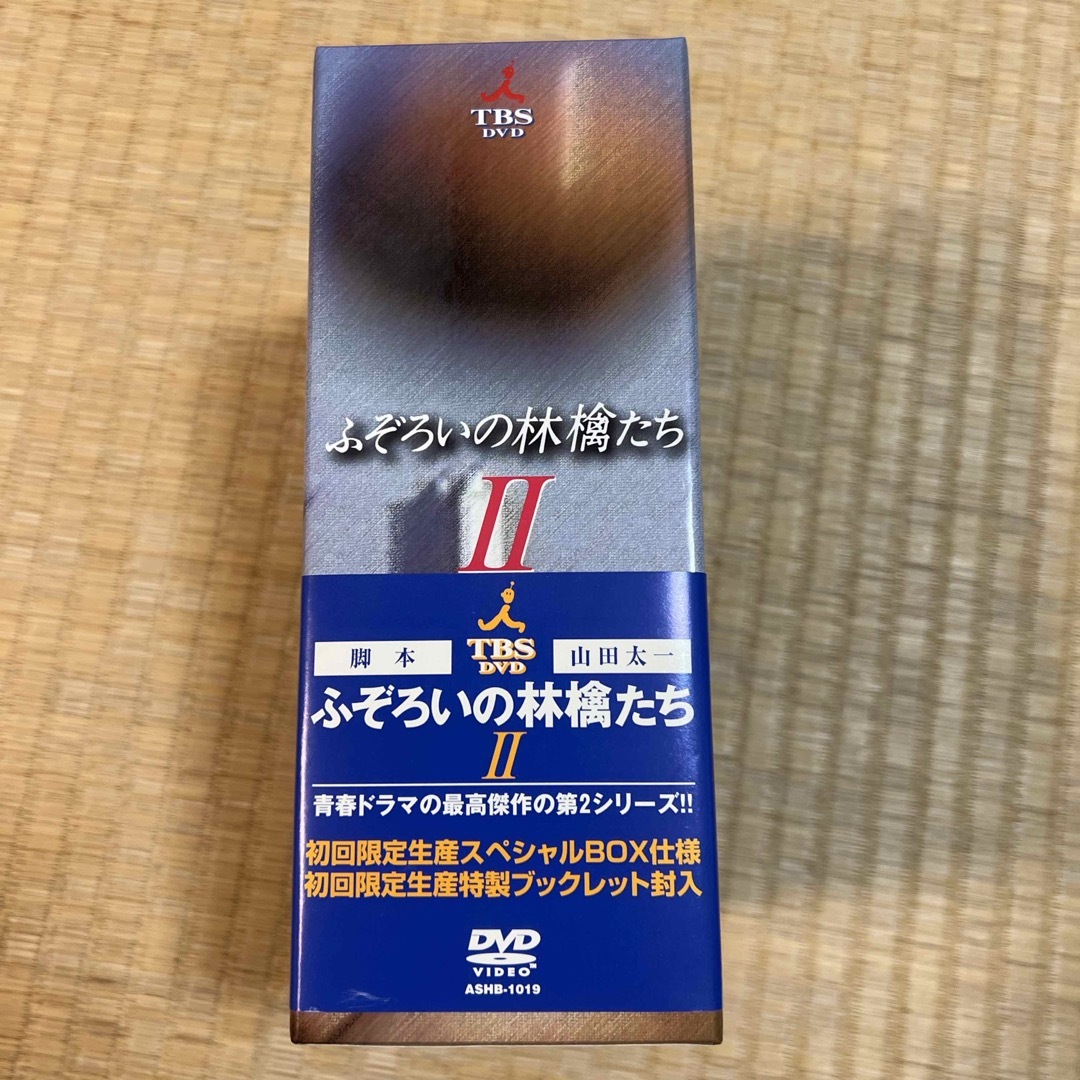 TBS
DVD
ふぞろいの林檎たち
II
TBS
DVD
脚本
山田太一
ふぞろいの林檎たち
II
青春ドラマの最高傑作の第2シリーズ!!
初回限定生産スペシャルBOX仕様
初回限定生産特製ブックレット封入
DVD
VIDEO™
ASHB-1019